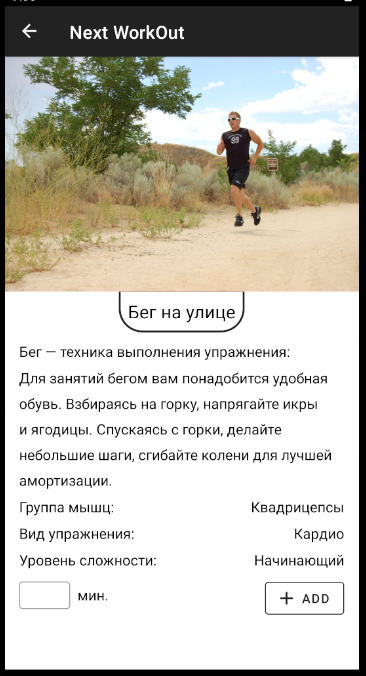 Next WorkOut
Бег на улице
Бег — техника выполнения упражнения:
Для занятий бегом вам понадобится удобная
обувь. Взбираясь на горку, напрягайте икры
и ягодицы. Спускаясь с горки, делайте
небольшие шаги, сгибайте колени для лучшей
амортизации.
Группа мышц: Квадрицепсы
Вид упражнения: Кардио
Уровень сложности: Начинающий
мин. + ADD